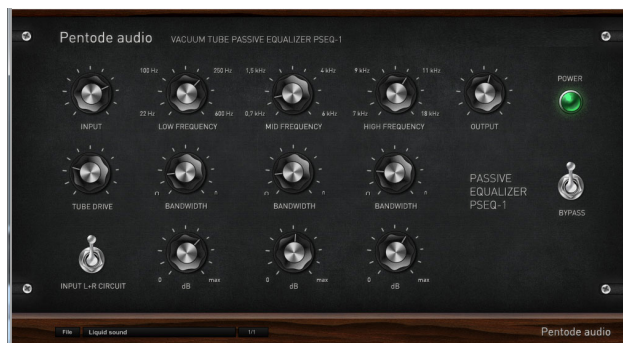 Pentode audio VACUUM TUBE PASSIVE EQUALIZER PSEQ-1
100 Hz 250 Hz 1,5 kHz 4 kHz 9 kHz 11 kHz
POWER
22 Hz 600 Hz 0,7 kHz 6 kHz 7 kHz 18 kHz
INPUT LOW FREQUENCY MID FREQUENCY HIGH FREQUENCY OUTPUT
PASSIVE
EQUALIZER
PSEQ-1
TUBE DRIVE BANDWIDTH BANDWIDTH BANDWIDTH
BYPASS
0 max 0 max 0 max
INPUT L+R CIRCUIT dB dB dB
File Liquid sound 1/1 Pentode audio